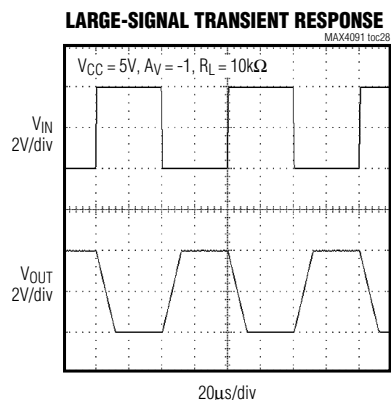 LARGE-SIGNAL TRANSIENT RESPONSE
MAX4091 toc28
VCC = 5V, AV = -1, RL = 10kΩ
VIN
2V/div
VOUT
2V/div
20µs/div